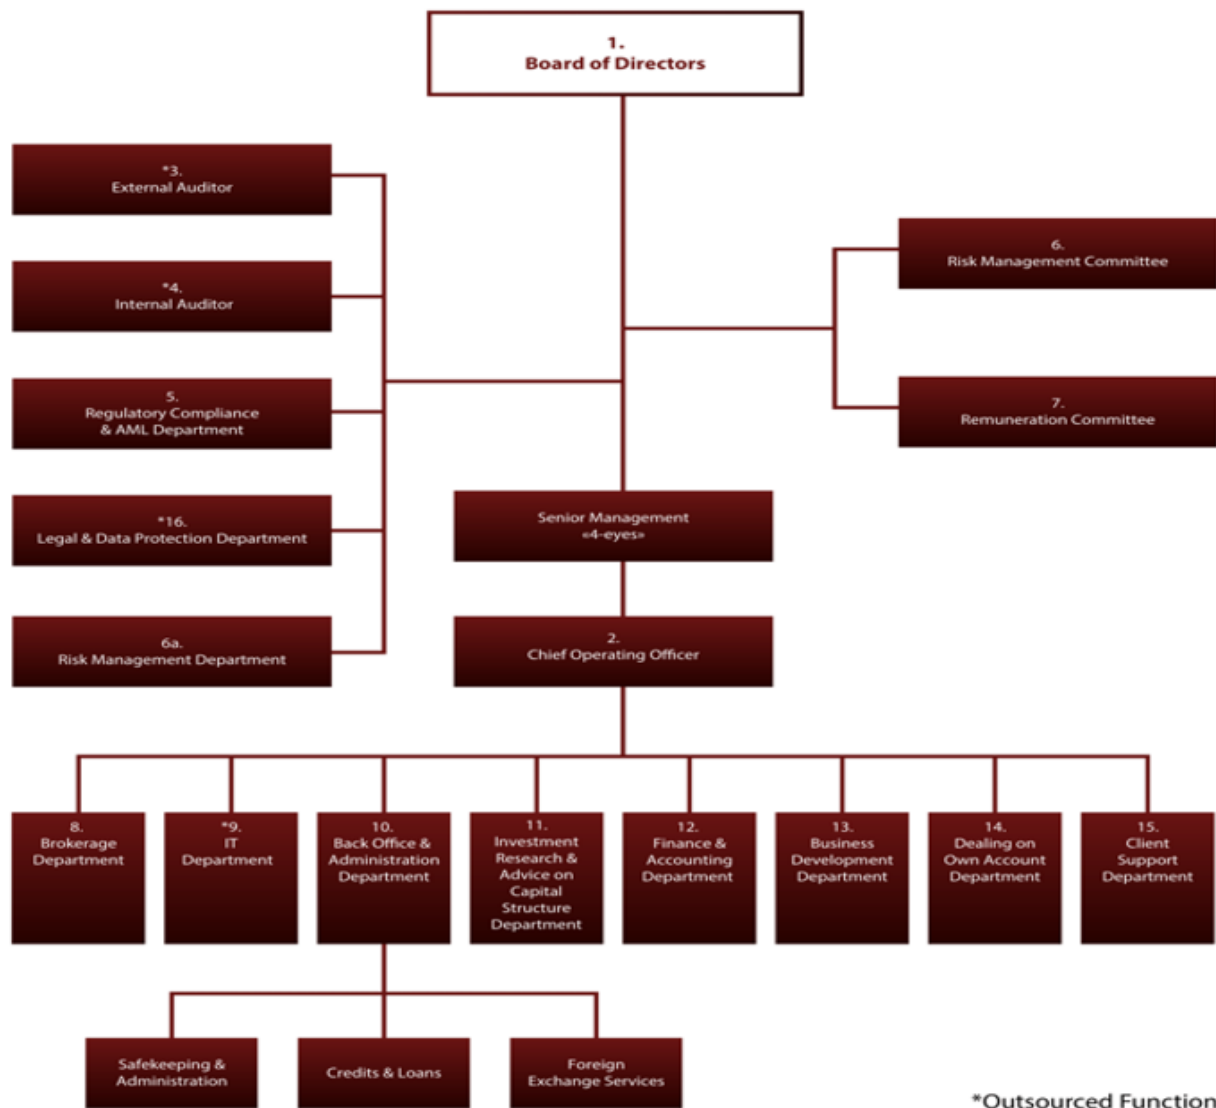 1.
Board of Directors
*3.
External Auditor
*4.
Internal Auditor
5.
Regulatory Compliance
& AML Department
*16.
Legal & Data Protection Department
6a.
Risk Management Department
6.
Risk Management Committee
7.
Remuneration Committee
Senior Management
«4-eyes»
2.
Chief Operating Officer
8.
Brokerage
Department
*9.
IT
Department
10.
Back Office &
Administration
Department
11.
Investment
Research &
Advice on
Capital
Structure
Department
12.
Finance &
Accounting
Department
13.
Business
Development
Department
14.
Dealing on
Own Account
Department
15.
Client
Support
Department
Safekeeping &
Administration
Credits & Loans
Foreign
Exchange Services
*Outsourced Function